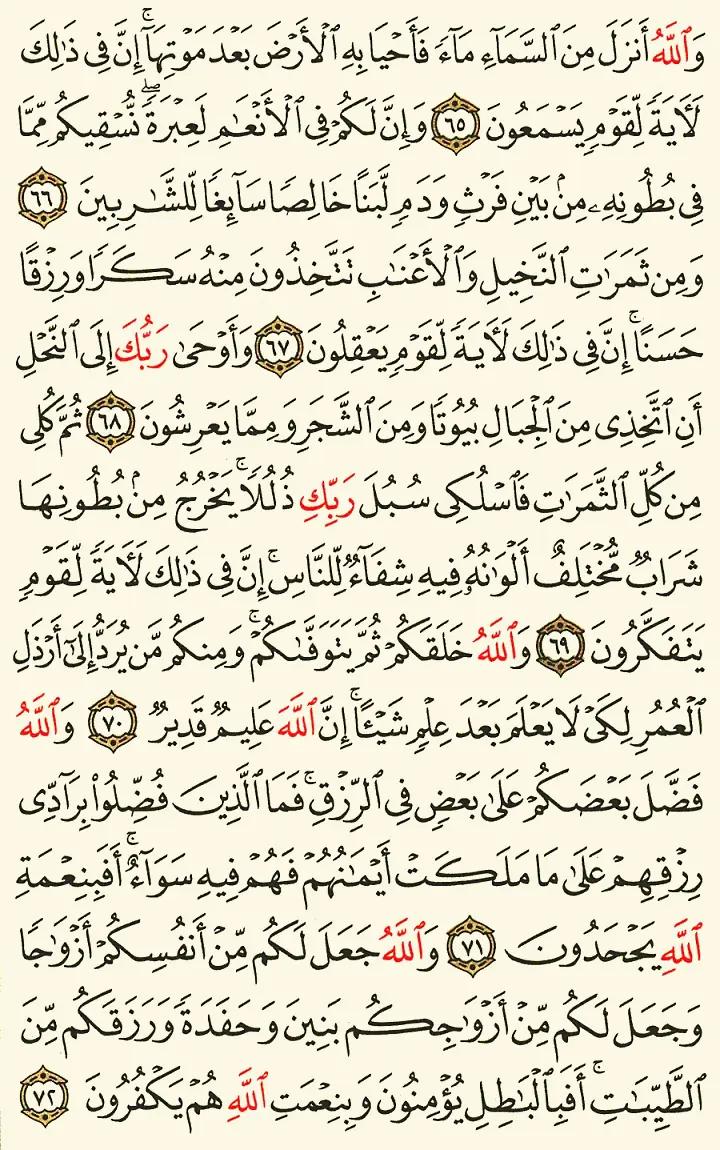 وَٱللَّهُ أَنزَلَ مِنَ ٱلسَّمَآءِ مَآءٗ فَأَحۡيَا بِهِ ٱلۡأَرۡضَ بَعۡدَ مَوۡتِهَآۚ إِنَّ فِي ذَٰلِكَ
لَأٓيَةٗ لِّقَوۡمٖ يَسۡمَعُونَ ٦٥ وَإِنَّ لَكُمۡ فِي ٱلۡأَنۡعَٰمِ لَعِبۡرَةٗۖ نُّسۡقِيكُم مِّمَّا
فِي بُطُونِهِۦ مِنۢ بَيۡنِ فَرۡثٖ وَدَمٖ لَّبَنًا خَالِصٗا سَآئِغٗا لِّلشَّٰرِبِينَ ٦٦
وَمِن ثَمَرَٰتِ ٱلنَّخِيلِ وَٱلۡأَعۡنَٰبِ تَتَّخِذُونَ مِنۡهُ سَكَرٗا وَرِزۡقًا
حَسَنًاۚ إِنَّ فِي ذَٰلِكَ لَأٓيَةٗ لِّقَوۡمٖ يَعۡقِلُونَ ٦٧ وَأَوۡحَىٰ رَبُّكَ إِلَى ٱلنَّحۡلِ
أَنِ ٱتَّخِذِي مِنَ ٱلۡجِبَالِ بُيُوتٗا وَمِنَ ٱلشَّجَرِ وَمِمَّا يَعۡرِشُونَ ٦٨ ثُمَّ كُلِي
مِن كُلِّ ٱلثَّمَرَٰتِ فَٱسۡلُكِي سُبُلَ رَبِّكِ ذُلُلٗاۚ يَخۡرُجُ مِنۢ بُطُونِهَا
شَرَابٞ مُّخۡتَلِفٌ أَلۡوَٰنُهُۥ فِيهِ شِفَآءٞ لِّلنَّاسِۚ إِنَّ فِي ذَٰلِكَ لَأٓيَةٗ لِّقَوۡمٖ
يَتَفَكَّرُونَ ٦٩ وَٱللَّهُ خَلَقَكُمۡ ثُمَّ يَتَوَفَّىٰكُمۡۚ وَمِنكُم مَّن يُرَدُّ إِلَىٰٓ أَرۡذَلِ
ٱلۡعُمُرِ لِكَيۡ لَا يَعۡلَمَ بَعۡدَ عِلۡمٖ شَيۡـًٔاۚ إِنَّ ٱللَّهَ عَلِيمٞ قَدِيرٞ ٧٠ وَٱللَّهُ
فَضَّلَ بَعۡضَكُمۡ عَلَىٰ بَعۡضٖ فِي ٱلرِّزۡقِۚ فَمَا ٱلَّذِينَ فُضِّلُواْ بِرَآدِّي
رِزۡقِهِمۡ عَلَىٰ مَا مَلَكَتۡ أَيۡمَٰنُهُمۡ فَهُمۡ فِيهِ سَوَآءٌۚ أَفَبِنِعۡمَةِ
ٱللَّهِ يَجۡحَدُونَ ٧١ وَٱللَّهُ جَعَلَ لَكُم مِّنۡ أَنفُسِكُمۡ أَزۡوَٰجٗا
وَجَعَلَ لَكُم مِّنۡ أَزۡوَٰجِكُم بَنِينَ وَحَفَدَةٗ وَرَزَقَكُم مِّنَ
ٱلطَّيِّبَٰتِۚ أَفَبِٱلۡبَٰطِلِ يُؤۡمِنُونَ وَبِنِعۡمَتِ ٱللَّهِ هُمۡ يَكۡفُرُونَ ٧٢